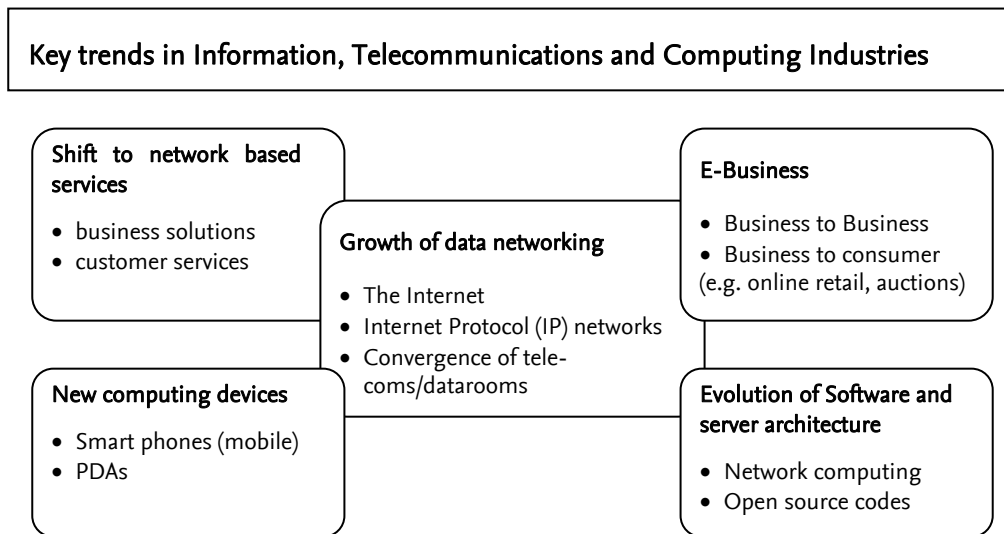 Key trends in Information, Telecommunications and Computing Industries
Shift to network based
services
• business solutions
• customer services
Growth of data networking
• The Internet
• Internet Protocol (IP) networks
• Convergence of tele-
coms/datarooms
E-Business
• Business to Business
• Business to consumer
(e.g. online retail, auctions)
New computing devices
• Smart phones (mobile)
• PDAs
Evolution of Software and
server architecture
• Network computing
• Open source codes